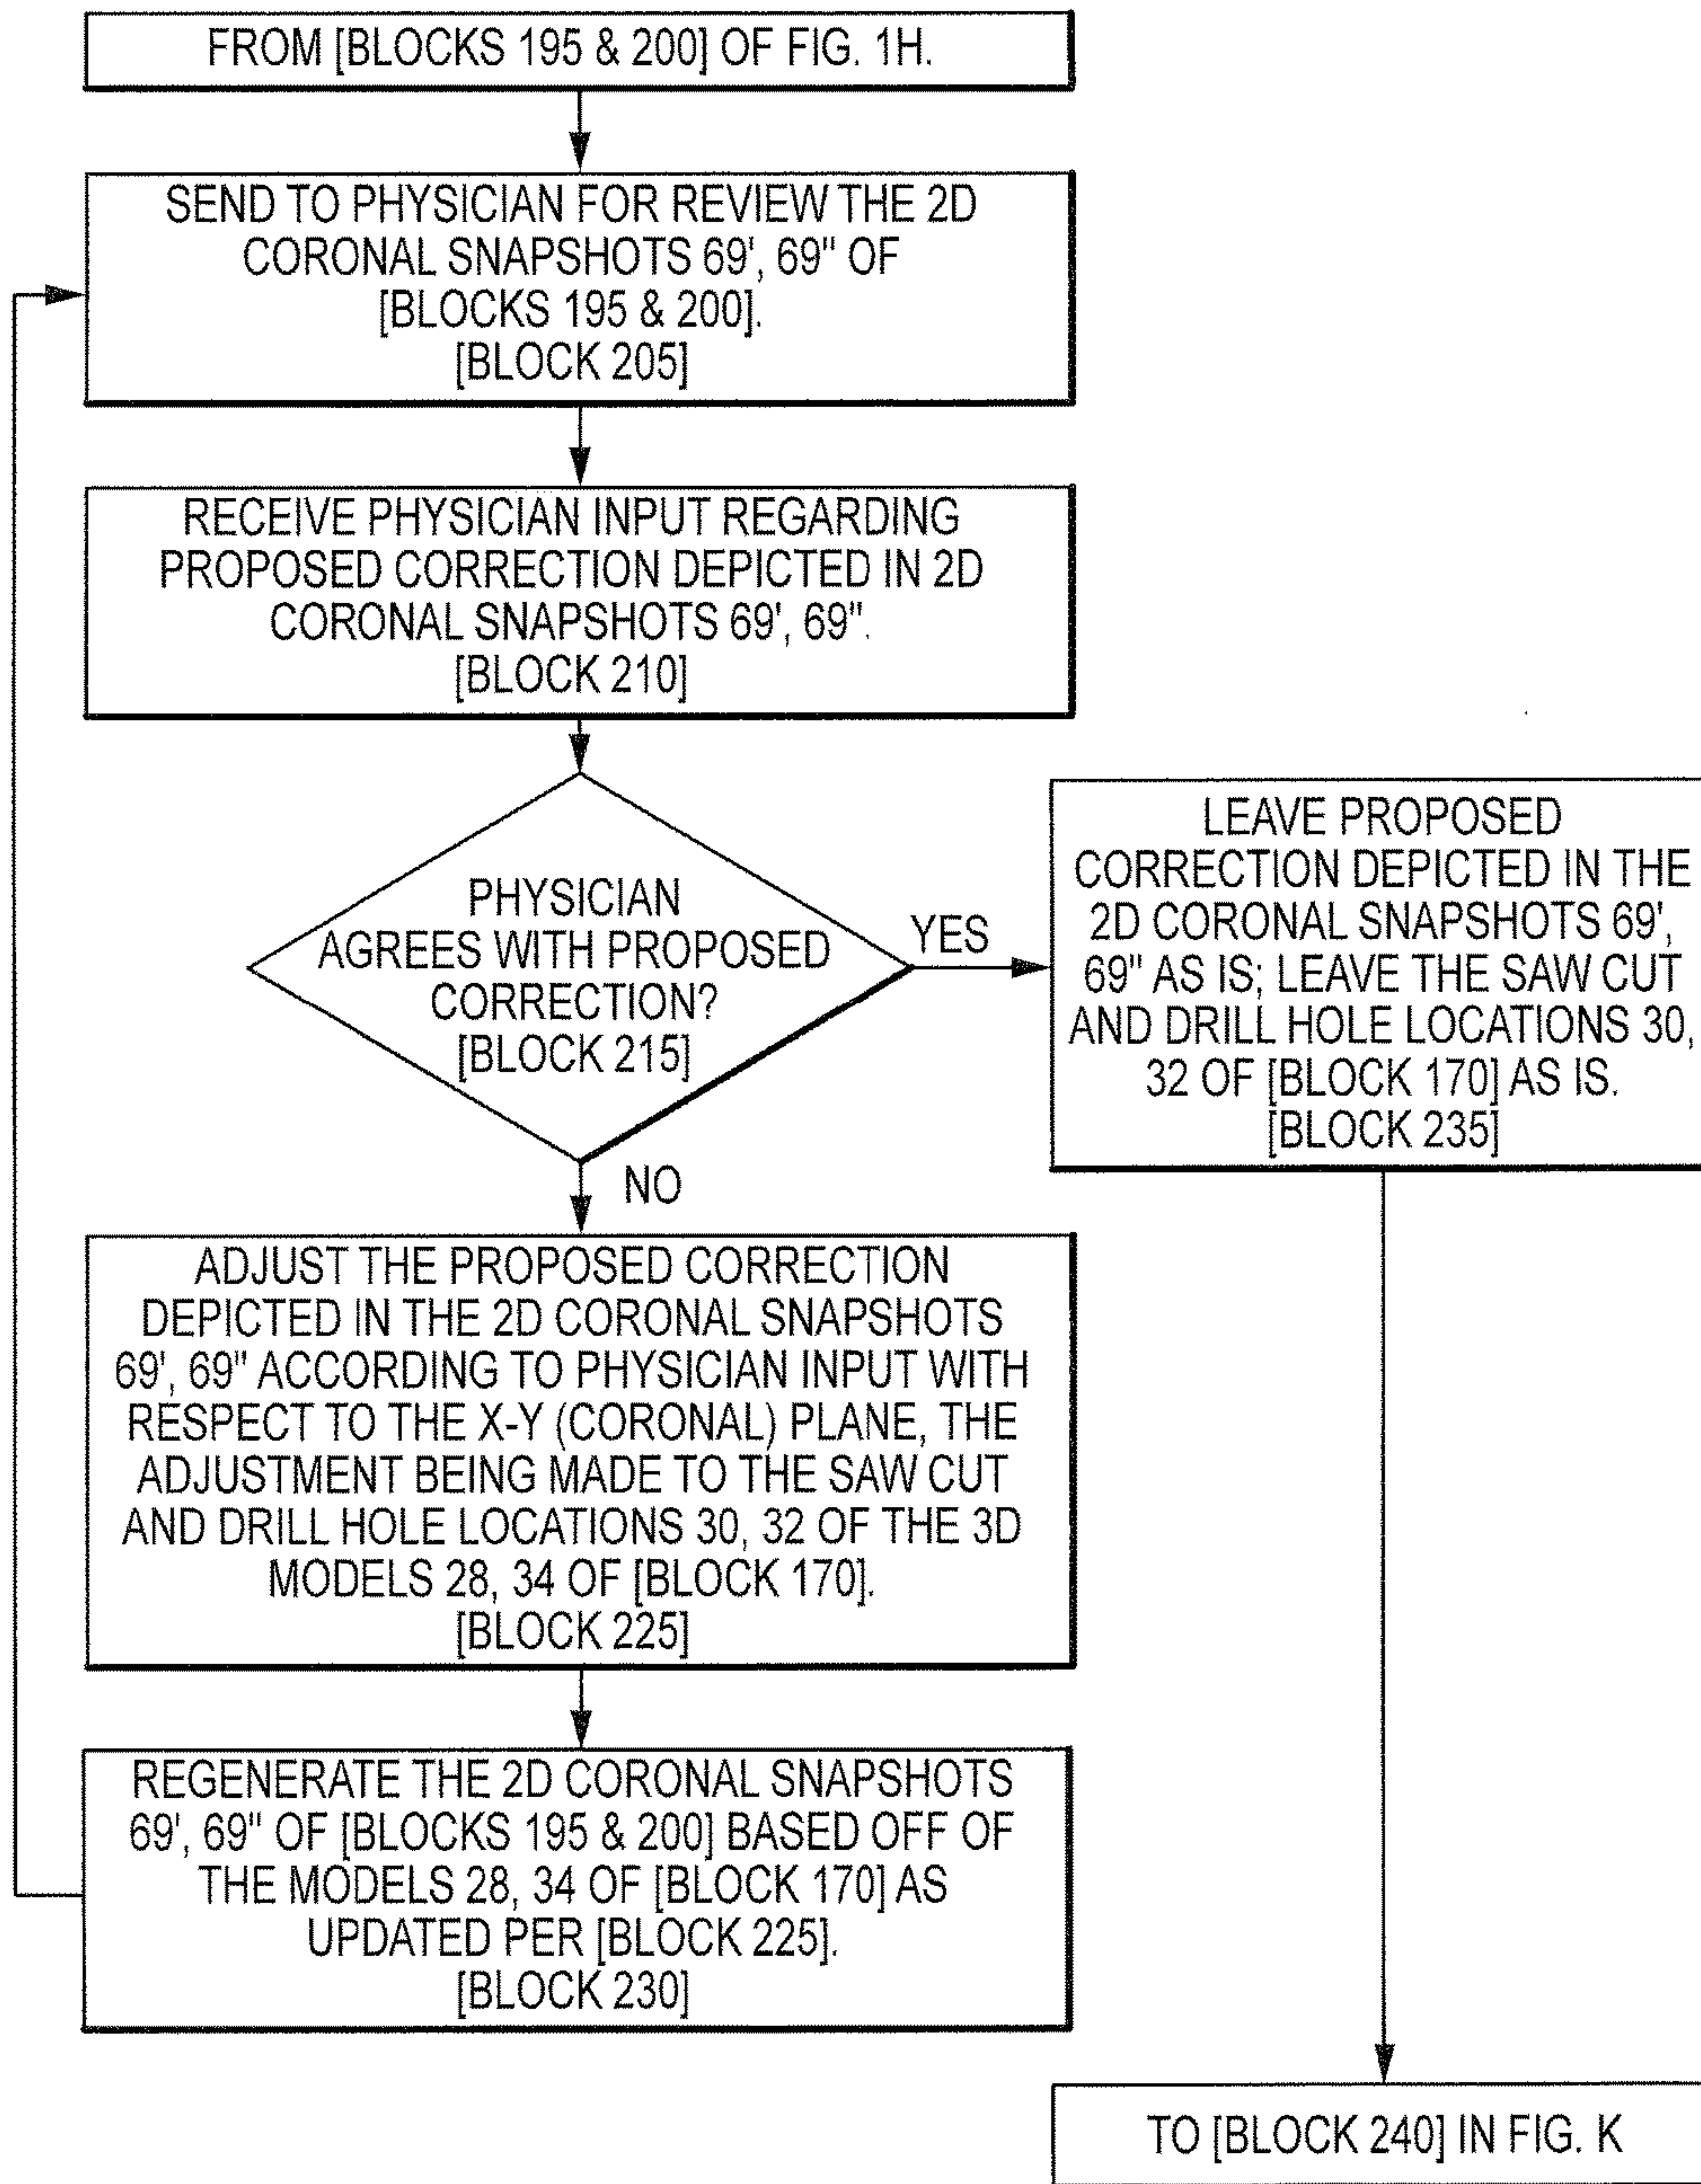 FROM [BLOCKS 195 & 200] OF FIG. 1H.
SEND TO PHYSICIAN FOR REVIEW THE 2D
CORONAL SNAPSHOTS 69', 69" OF
[BLOCKS 195 & 200].
[BLOCK 205]
RECEIVE PHYSICIAN INPUT REGARDING
PROPOSED CORRECTION DEPICTED IN 2D
CORONAL SNAPSHOTS 69', 69".
[BLOCK 210]
PHYSICIAN
AGREES WITH PROPOSED
CORRECTION?
[BLOCK 215]
YES
LEAVE PROPOSED
CORRECTION DEPICTED IN THE
2D CORONAL SNAPSHOTS 69',
69" AS IS; LEAVE THE SAW CUT
AND DRILL HOLE LOCATIONS 30,
32 OF [BLOCK 170] AS IS.
[BLOCK 235]
NO
ADJUST THE PROPOSED CORRECTION
DEPICTED IN THE 2D CORONAL SNAPSHOTS
69', 69" ACCORDING TO PHYSICIAN INPUT WITH
RESPECT TO THE X-Y (CORONAL) PLANE, THE
ADJUSTMENT BEING MADE TO THE SAW CUT
AND DRILL HOLE LOCATIONS 30, 32 OF THE 3D
MODELS 28, 34 OF [BLOCK 170].
[BLOCK 225]
REGENERATE THE 2D CORONAL SNAPSHOTS
69', 69" OF [BLOCKS 195 & 200] BASED OFF OF
THE MODELS 28, 34 OF [BLOCK 170] AS
UPDATED PER [BLOCK 225].
[BLOCK 230]
TO [BLOCK 240] IN FIG. K